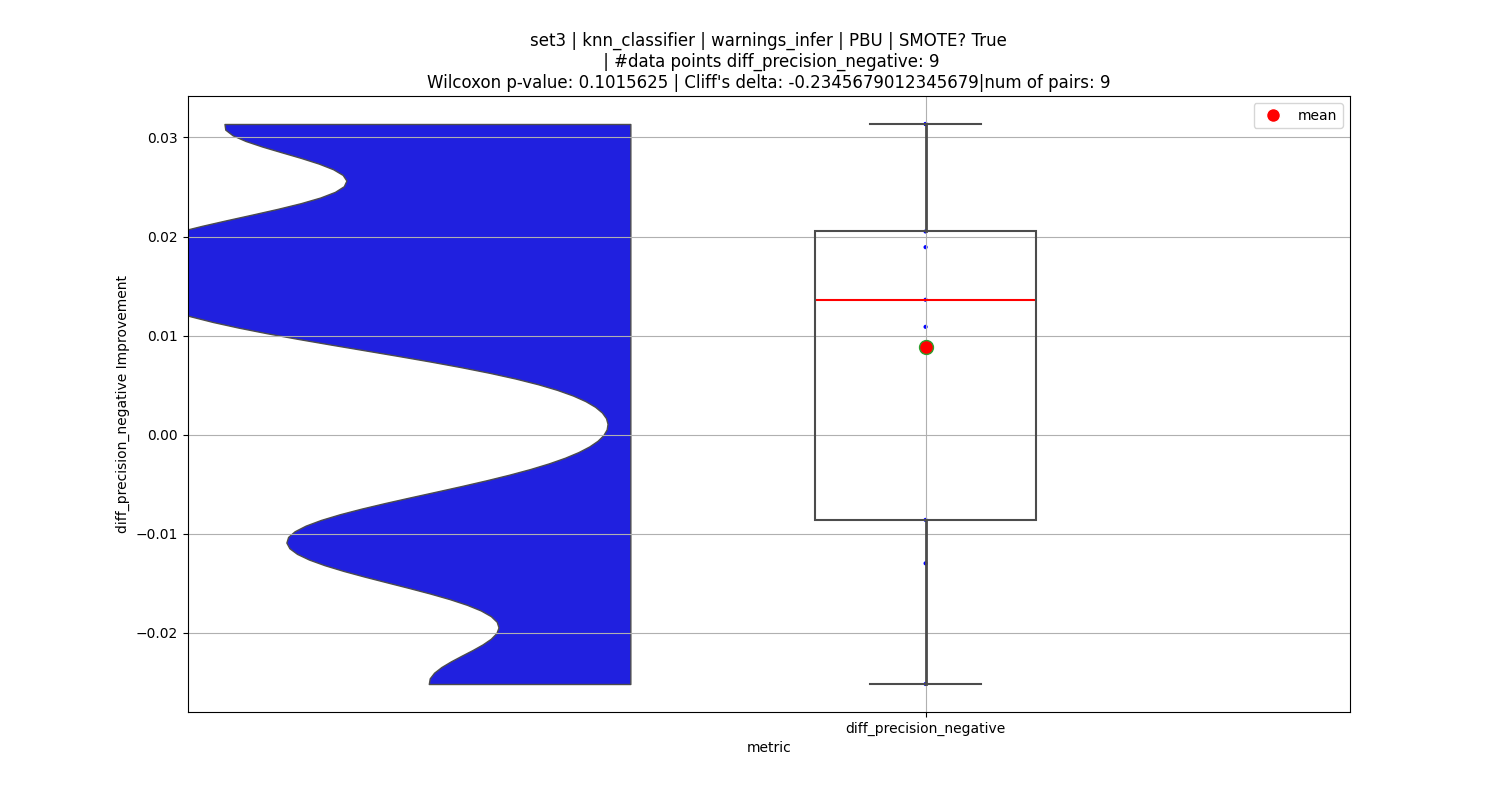 set3 | knn_classifier | warnings_infer | PBU | SMOTE? True
| #data points diff_precision_negative: 9
Wilcoxon p-value: 0.1015625 | Cliff's delta: -0.2345679012345679|num of pairs: 9
mean
0.03
0.02
0.01
0.00
−0.01
−0.02
diff_precision_negative Improvement
diff_precision_negative
metric